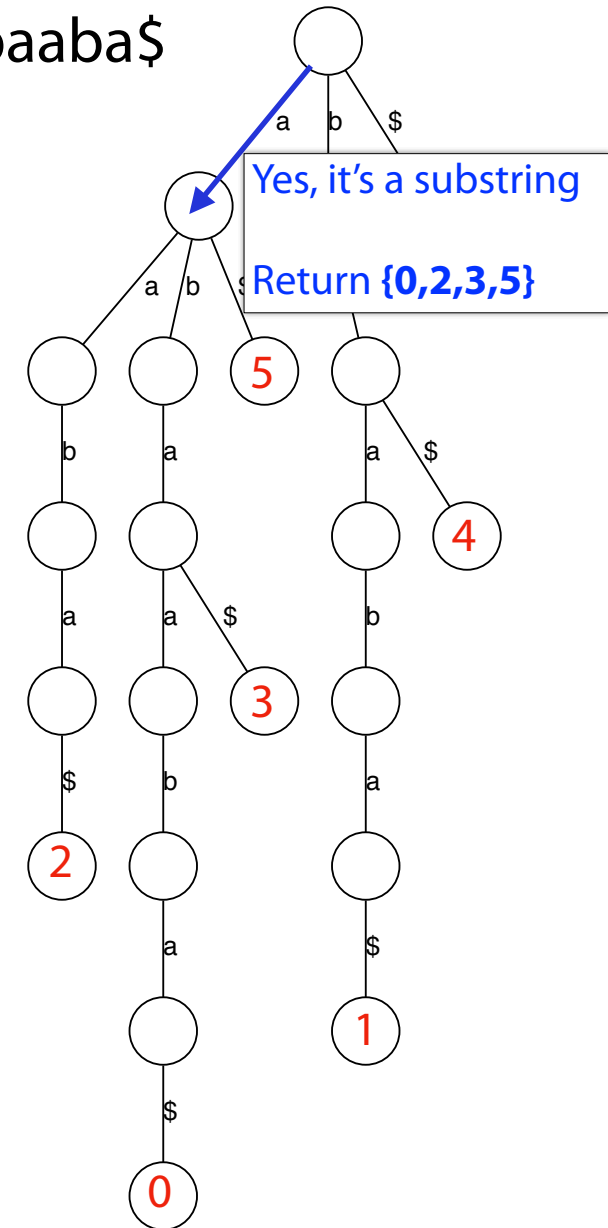 baaba$
a b $
Yes, it's a substring
Return {0,2,3,5}
a b $
5
b a a $
4
a a $ b
3
$ b a
2
a $
1
$
0